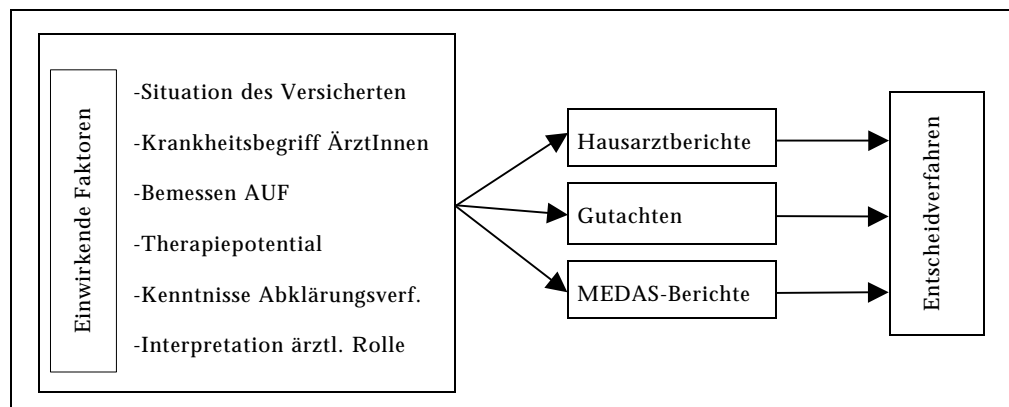 Einwirkende Faktoren
-Situation des Versicherten
-Krankheitsbegriff ÄrztInnen
-Bemessen AUF
-Therapiepotential
-Kenntnisse Abklärungsverf.
-Interpretation ärztl. Rolle
Hausarztberichte
Gutachten
MEDAS-Berichte
Entscheidverfahren